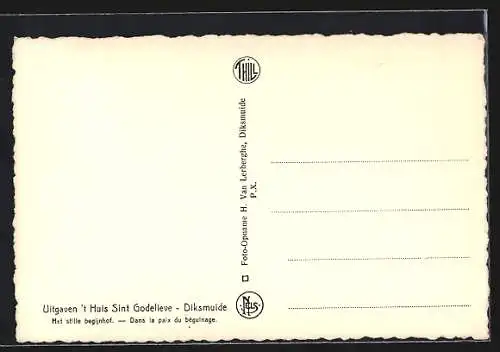 THILL
Foto-Opname H. Van Lerberghe, Diksmuide
P.X.
NELS
Uitgaven 't Huis Sint Godelieve - Diksmuide
Het stille begijnhof. — Dans la paix du béguinage.